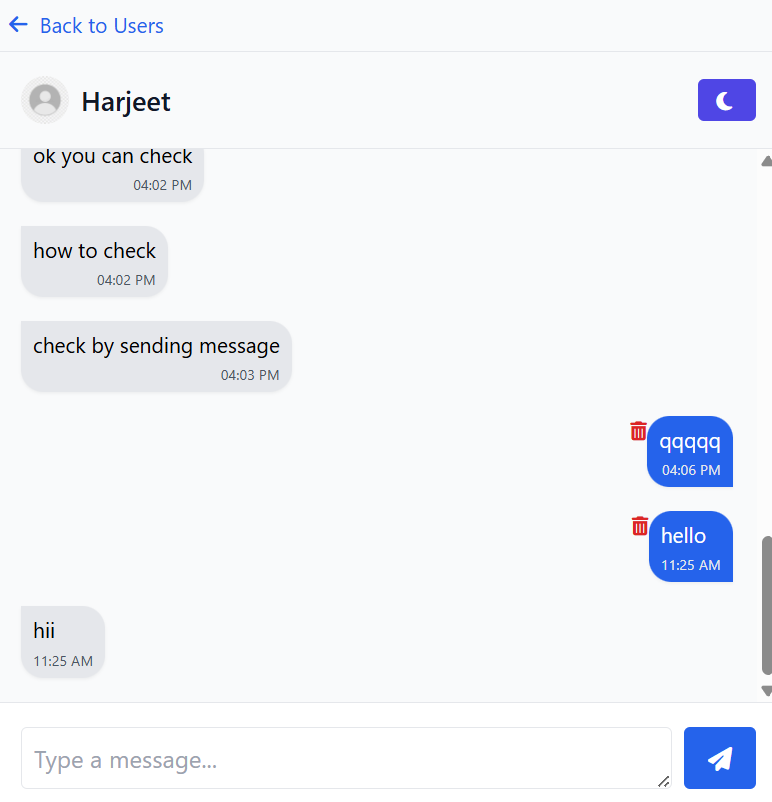 Back to Users
Harjeet
ok you can check
04:02 PM
how to check
04:02 PM
check by sending message
04:03 PM
qqqqq
04:06 PM
hello
11:25 AM
hii
11:25 AM
Type a message...